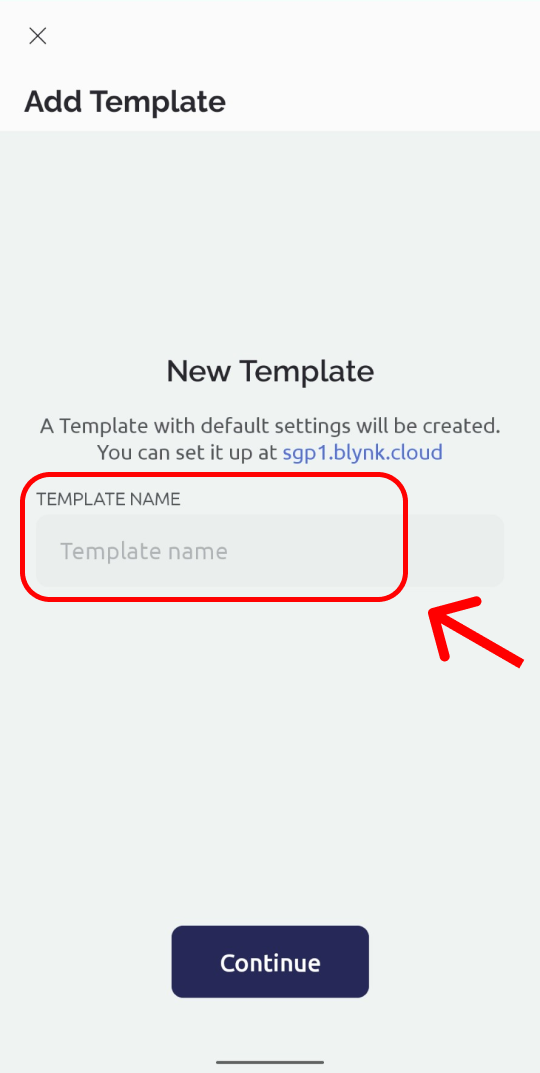 Add Template
New Template
A Template with default settings will be created.
You can set it up at sgp1.blynk.cloud
TEMPLATE NAME
Template name
Continue